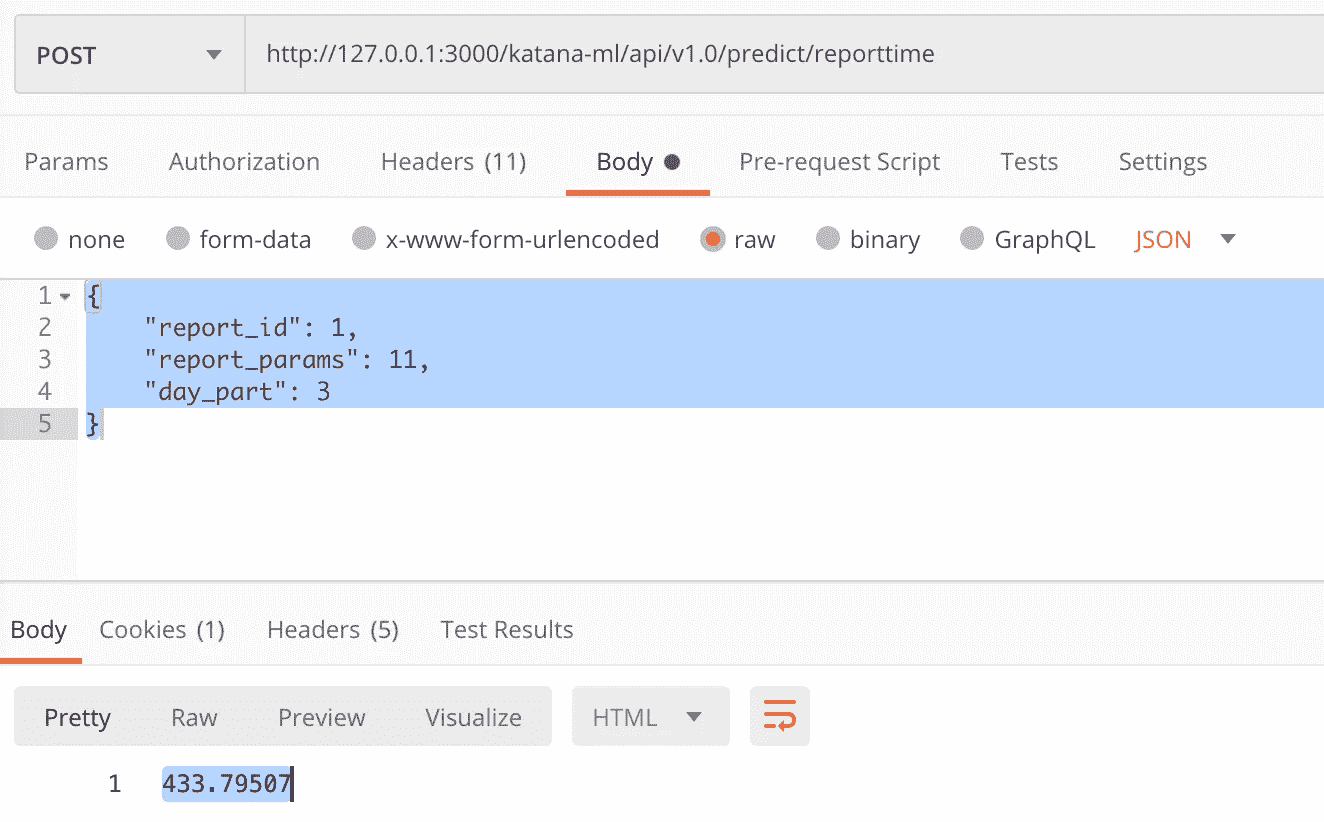 POST http://127.0.0.1:3000/katana-ml/api/v1.0/predict/reporttime
Params Authorization Headers (11) Body Pre-request Script Tests Settings
none form-data x-www-form-urlencoded raw binary GraphQL JSON
1 {
2 "report_id": 1,
3 "report_params": 11,
4 "day_part": 3
5 }
Body Cookies (1) Headers (5) Test Results
Pretty Raw Preview Visualize HTML
1 433.79507